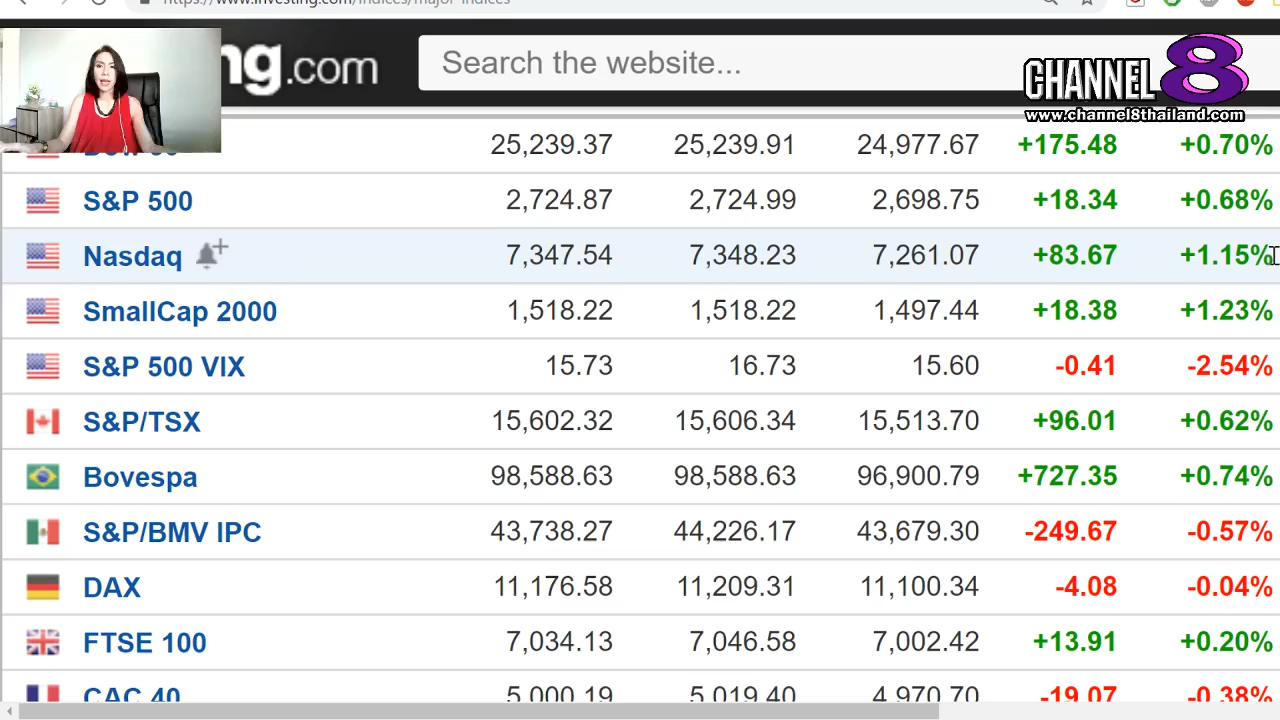 https://www.investing.com/indices/major-indices
ng.com
Search the website...
CHANNEL 8
www.channel8thailand.com
25,239.37 25,239.91 24,977.67 +175.48 +0.70%
S&P 500 2,724.87 2,724.99 2,698.75 +18.34 +0.68%
Nasdaq 7,347.54 7,348.23 7,261.07 +83.67 +1.15%
SmallCap 2000 1,518.22 1,518.22 1,497.44 +18.38 +1.23%
S&P 500 VIX 15.73 16.73 15.60 -0.41 -2.54%
S&P/TSX 15,602.32 15,606.34 15,513.70 +96.01 +0.62%
Bovespa 98,588.63 98,588.63 96,900.79 +727.35 +0.74%
S&P/BMV IPC 43,738.27 44,226.17 43,679.30 -249.67 -0.57%
DAX 11,176.58 11,209.31 11,100.34 -4.08 -0.04%
FTSE 100 7,034.13 7,046.58 7,002.42 +13.91 +0.20%
CAC 40 5,000.19 5,019.40 4,970.70 -19.07 -0.38%